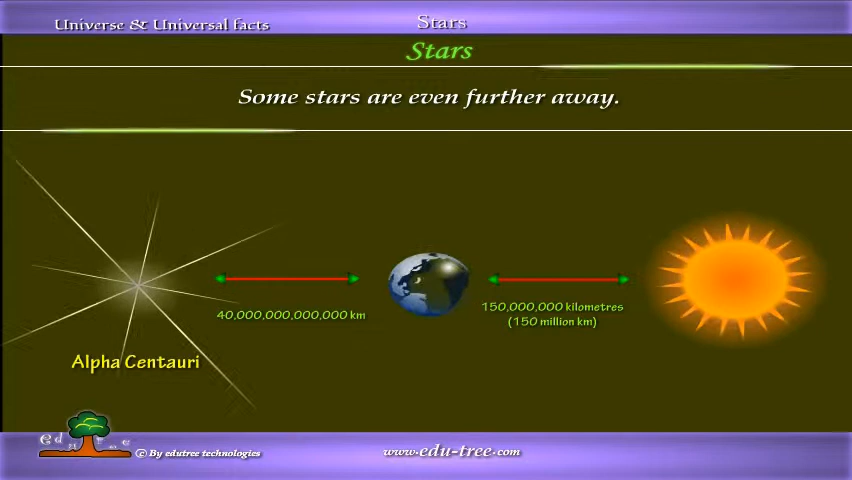 Universe & Universal facts
Stars
Stars
Some stars are even further away.
40,000,000,000,000 km
150,000,000 kilometres
(150 million km)
Alpha Centauri
© By edutree technologies
www.edu-tree.com